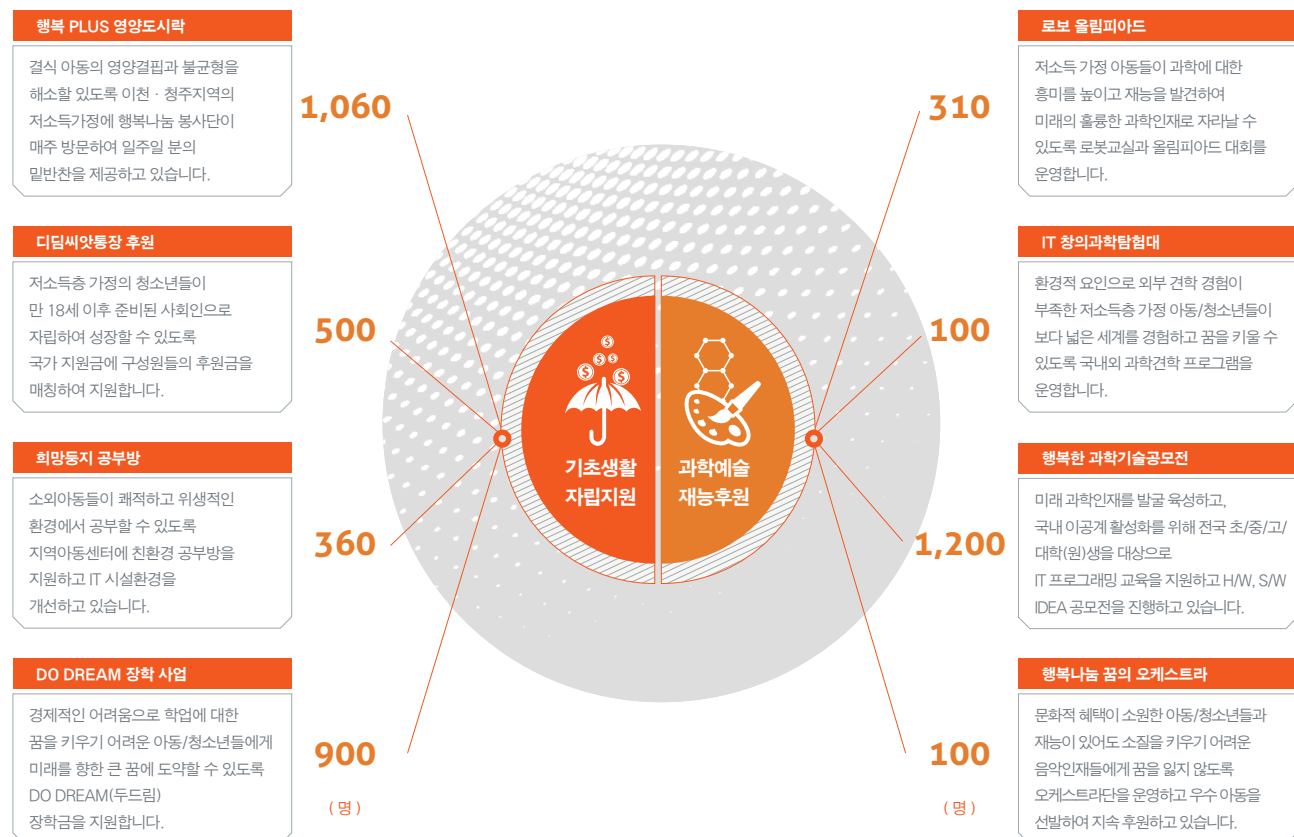 행복 PLUS 영양도시락
결식 아동의 영양결핍과 불균형을
해소할 있도록 이천 · 청주지역의
저소득가정에 행복나눔 봉사단이
매주 방문하여 일주일 분의
밑반찬을 제공하고 있습니다.
1,060
디딤씨앗통장 후원
저소득층 가정의 청소년들이
만 18세 이후 준비된 사회인으로
자립하여 성장할 수 있도록
국가 지원금에 구성원들의 후원금을
매칭하여 지원합니다.
500
희망둥지 공부방
소외아동들이 쾌적하고 위생적인
환경에서 공부할 수 있도록
지역아동센터에 친환경 공부방을
지원하고 IT 시설환경을
개선하고 있습니다.
360
DO DREAM 장학 사업
경제적인 어려움으로 학업에 대한
꿈을 키우기 어려운 아동/청소년들에게
미래를 향한 큰 꿈에 도약할 수 있도록
DO DREAM(두드림)
장학금을 지원합니다.
900
(명)
$
$
$
$
$
기초생활
자립지원
과학예술
재능후원
310
로보 올림피아드
저소득 가정 아동들이 과학에 대한
흥미를 높이고 재능을 발견하여
미래의 훌륭한 과학인재로 자라날 수
있도록 로봇교실과 올림피아드 대회를
운영합니다.
100
IT 창의과학탐험대
환경적 요인으로 외부 견학 경험이
부족한 저소득층 가정 아동/청소년들이
보다 넓은 세계를 경험하고 꿈을 키울 수
있도록 국내외 과학견학 프로그램을
운영합니다.
1,200
행복한 과학기술공모전
미래 과학인재를 발굴 육성하고,
국내 이공계 활성화를 위해 전국 초/중/고/
대학(원)생을 대상으로
IT 프로그래밍 교육을 지원하고 H/W, S/W
IDEA 공모전을 진행하고 있습니다.
100
(명)
행복나눔 꿈의 오케스트라
문화적 혜택이 소원한 아동/청소년들과
재능이 있어도 소질을 키우기 어려운
음악인재들에게 꿈을 잃지 않도록
오케스트라단을 운영하고 우수 아동을
선발하여 지속 후원하고 있습니다.